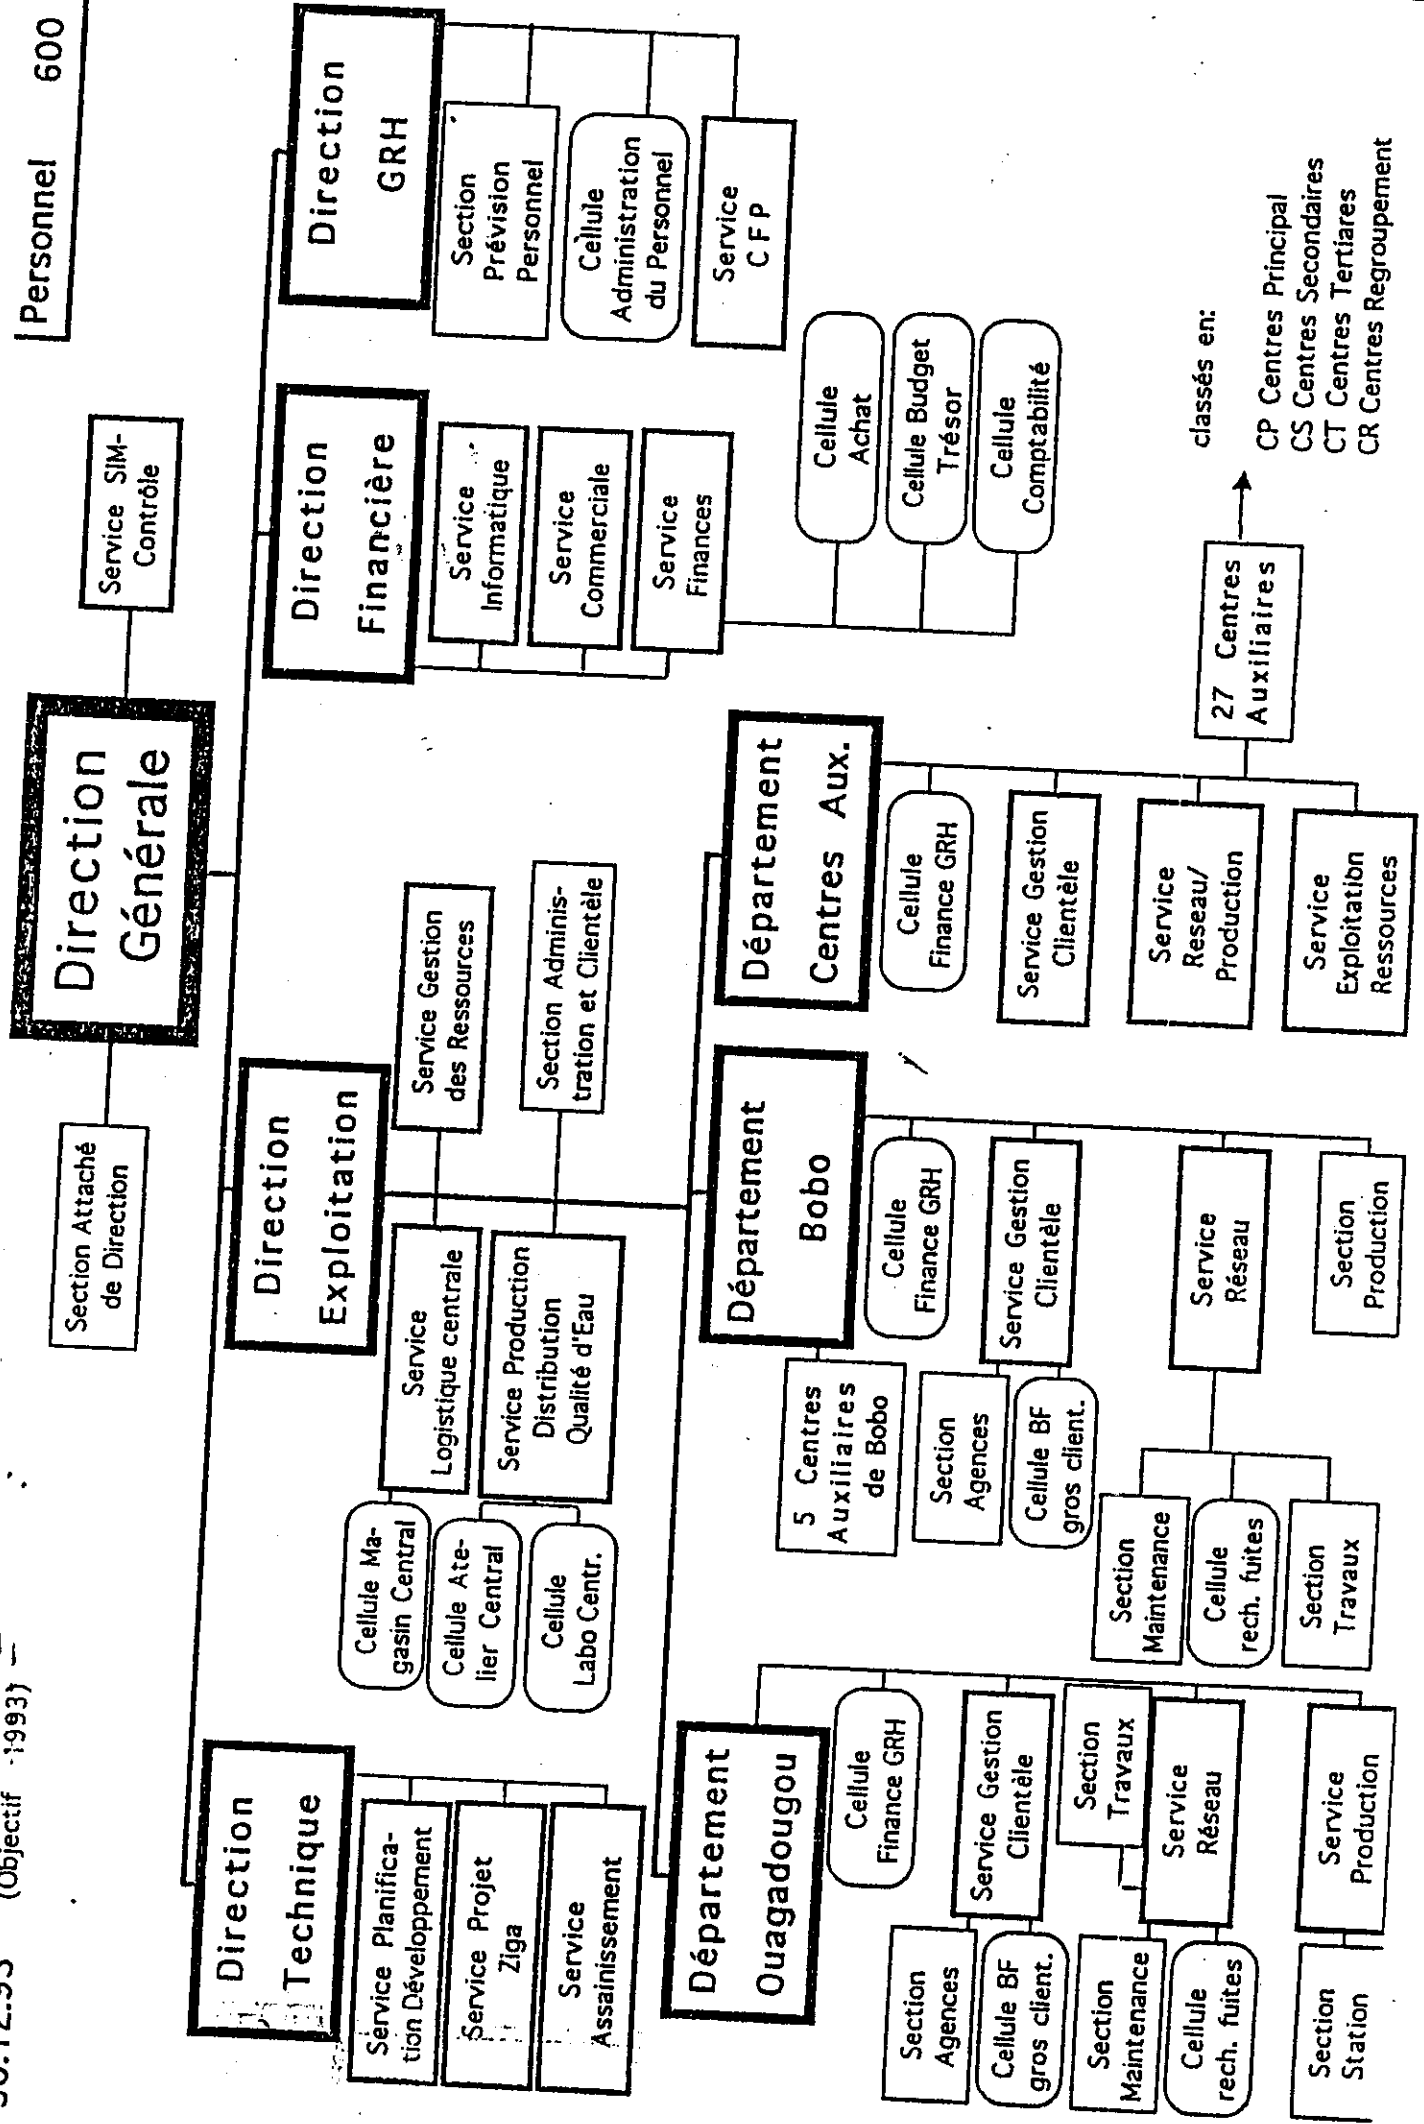 (Objectif -1993)
Personnel 600
Direction
Générale
Section Attaché
de Direction
Service SIM-
Contrôle
Direction
Technique
Service Planifica-
tion Développement
Service Projet
Ziga
Service
Assainissement
Direction
Exploitation
Service Gestion
des Ressources
Service
Logistique centrale
Cellule Ma-
gasin Central
Section Adminis-
tration et Clientèle
Service Production
Distribution
Qualité d'Eau
Cellule Ate-
lier Central
Cellule
Labo Centr.
Direction
Financière
Service
Informatique
Service
Commerciale
Service
Finances
Cellule
Achat
Cellule Budget
Trésor
Cellule
Comptabilité
Direction
GRH
Section
Prévision
Personnel
Cellule
Administration
du Personnel
Service
CFP
Département
Ouagadougou
Cellule
Finance GRH
Service Gestion
Clientèle
Section
Agences
Cellule BF
gros client.
Section
Travaux
Service
Réseau
Section
Maintenance
Cellule
rech. fuites
Service
Production
Section
Station
Département
Bobo
5 Centres
Auxiliaires
de Bobo
Cellule
Finance GRH
Service Gestion
Clientèle
Section
Agences
Cellule BF
gros client.
Service
Réseau
Section
Maintenance
Cellule
rech. fuites
Section
Travaux
Section
Production
Département
Centres Aux.
Cellule
Finance GRH
Service Gestion
Clientèle
Service
Reseau/
Production
Service
Exploitation
Ressources
27 Centres
Auxiliaires
classés en:
CP Centres Principal
CS Centres Secondaires
CT Centres Tertiares
CR Centres Regroupement